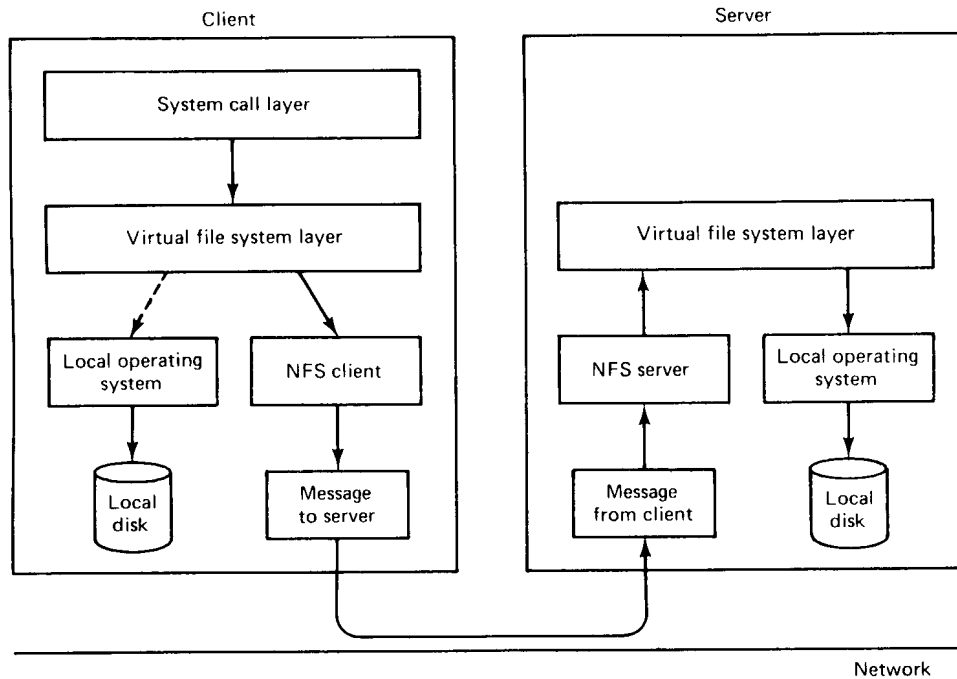 Client
System call layer
Virtual file system layer
Local operating
system
NFS client
Local
disk
Message
to server
Server
Virtual file system layer
NFS server
Local operating
system
Message
from client
Local
disk
Network